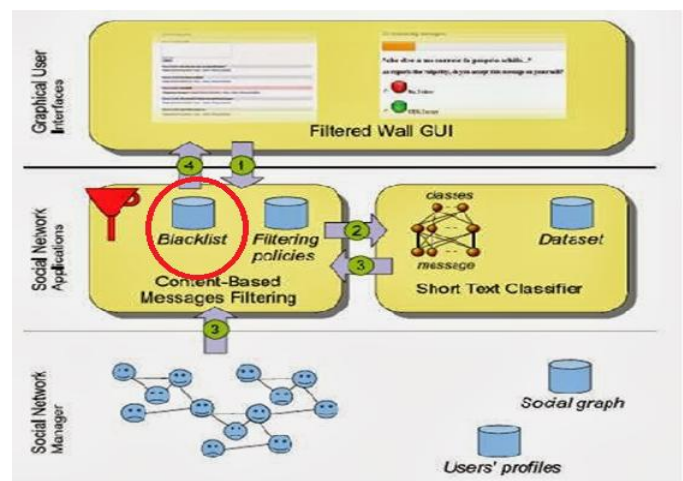 Graphical User
Interfaces
Filtered Wall GUI
4
1
Social Network
Applications
Blacklist
Filtering
policies
Content-Based
Messages Filtering
2
3
classes
message
Dataset
Short Text Classifier
3
Social Network
Manager
Social graph
Users' profiles